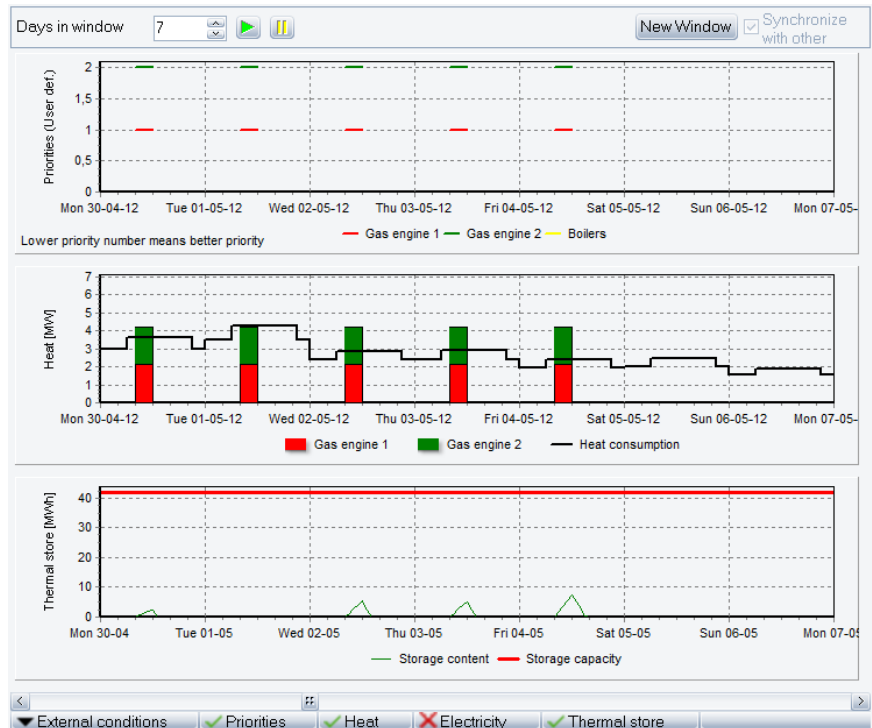 Days in window 7 New Window Synchronize
with other
Priorities (User def.)
2
1,5
1
0,5
0
Mon 30-04-12 Tue 01-05-12 Wed 02-05-12 Thu 03-05-12 Fri 04-05-12 Sat 05-05-12 Sun 06-05-12 Mon 07-05-
Lower priority number means better priority Gas engine 1 Gas engine 2 Boilers
Heat [MW]
7
6
5
4
3
2
1
0
Mon 30-04-12 Tue 01-05-12 Wed 02-05-12 Thu 03-05-12 Fri 04-05-12 Sat 05-05-12 Sun 06-05-12 Mon 07-05-
Gas engine 1 Gas engine 2 Heat consumption
Thermal store [MWh]
40
30
20
10
0
Mon 30-04 Tue 01-05 Wed 02-05 Thu 03-05 Fri 04-05 Sat 05-05 Sun 06-05 Mon 07-05
Storage content Storage capacity
External conditions Priorities Heat Electricity Thermal store